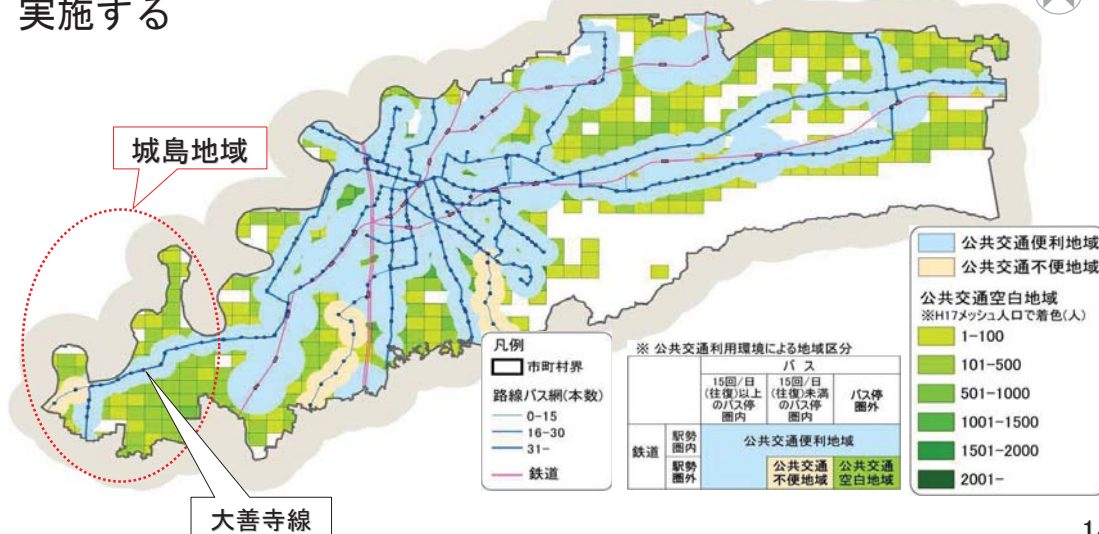 実施する
城島地域
大善寺線
凡例
市町村界
路線バス網(本数)
0-15
16-30
31-
鉄道
※ 公共交通利用環境による地域区分
バス
15回/日
(往復)以上
のバス停
圏内
15回/日
(往復)未満
のバス停
圏内
バス停
圏外
鉄道
駅勢
圏内
公共交通便利地域
駅勢
圏外
公共交通
不便地域
公共交通
空白地域
公共交通便利地域
公共交通不便地域
公共交通空白地域
※H17メッシュ人口で着色(人)
1-100
101-500
501-1000
1001-1500
1501-2000
2001-